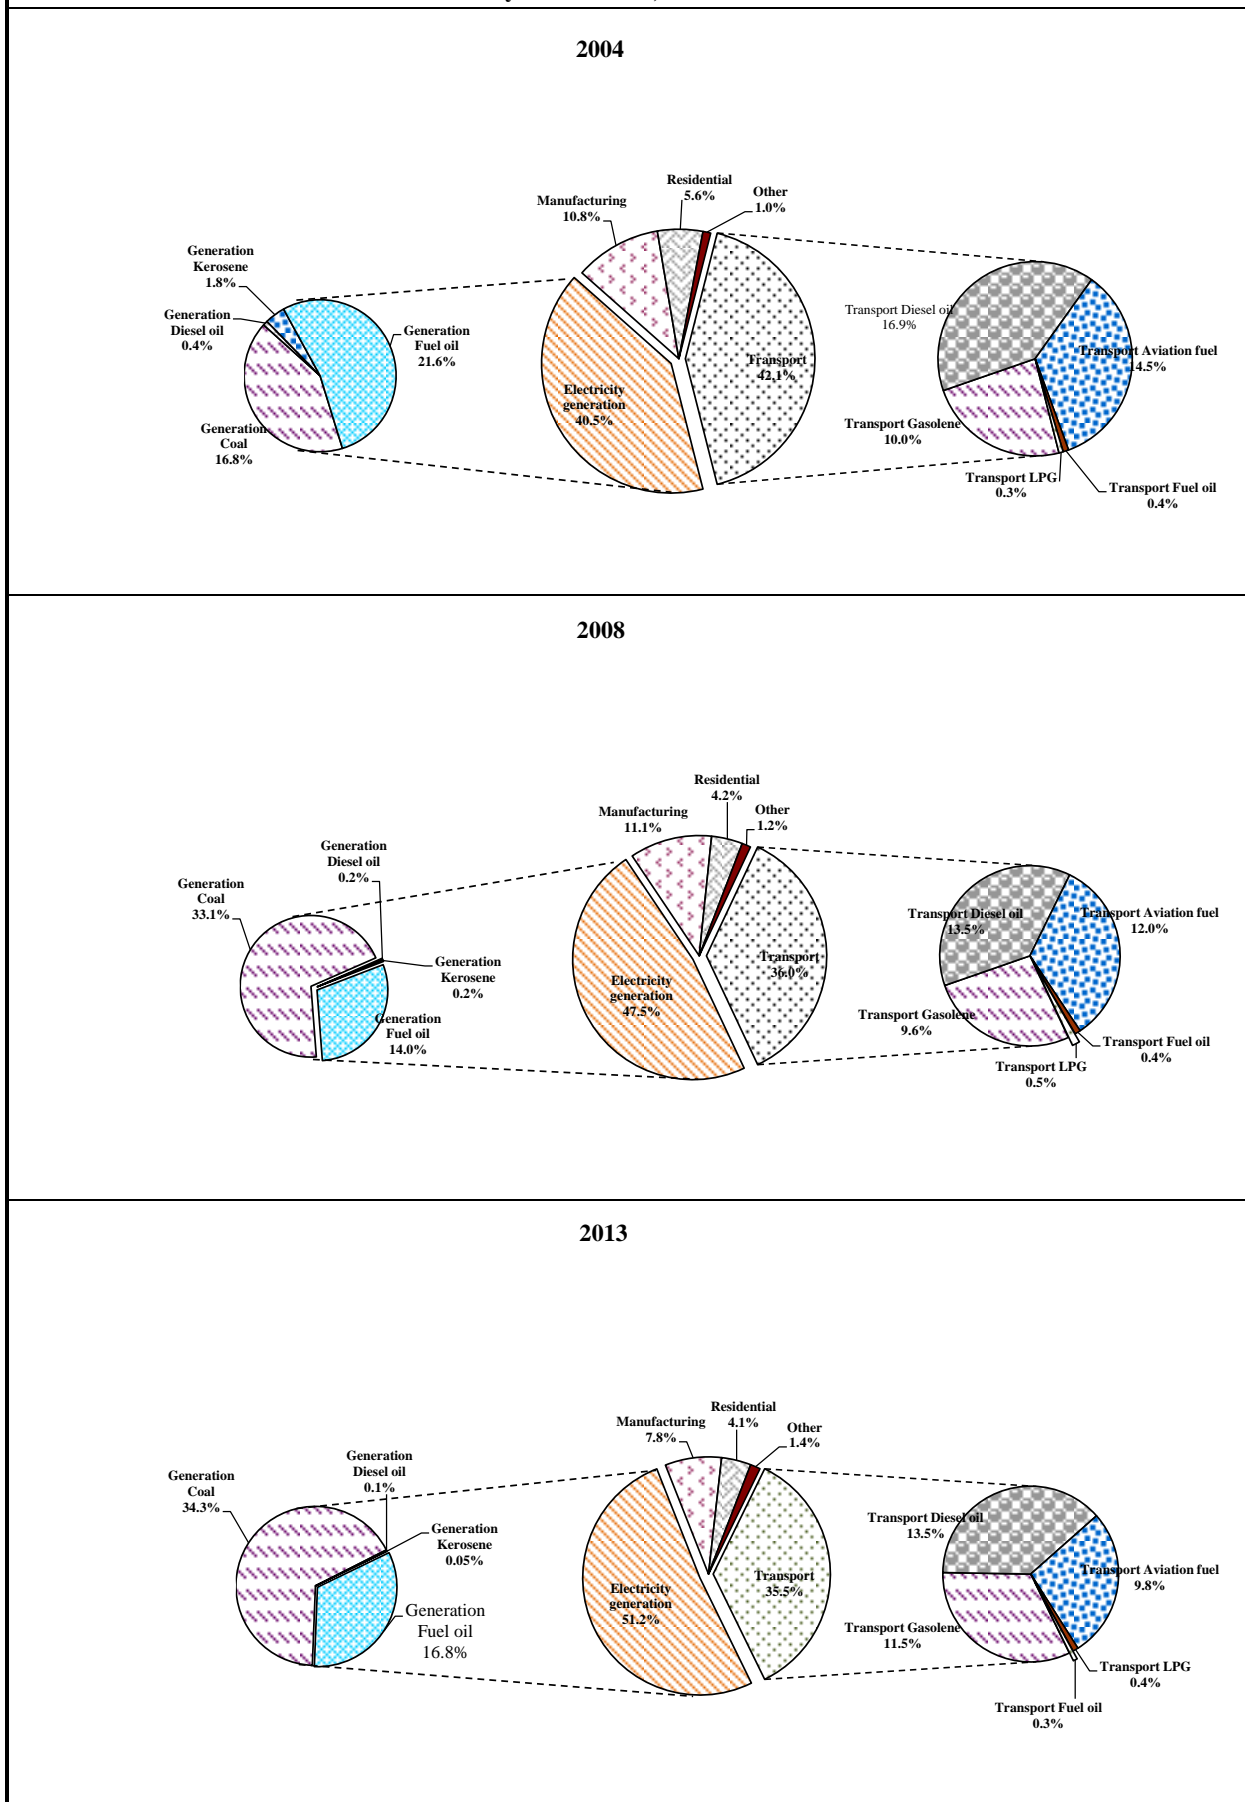 2004
Residential
5.6%
Other
1.0%
Manufacturing
10.8%
Generation
Kerosene
1.8%
Generation
Diesel oil
0.4%
Generation
Fuel oil
21.6%
Generation
Coal
16.8%
Electricity
generation
40.5%
Transport
42.1%
Transport Diesel oil
16.9%
Transport Aviation fuel
14.5%
Transport Gasolene
10.0%
Transport LPG
0.3%
Transport Fuel oil
0.4%
2008
Residential
4.2%
Other
1.2%
Manufacturing
11.1%
Generation
Diesel oil
0.2%
Generation
Coal
33.1%
Generation
Kerosene
0.2%
Generation
Fuel oil
14.0%
Electricity
generation
47.5%
Transport
36.0%
Transport Diesel oil
13.5%
Transport Aviation fuel
12.0%
Transport Gasolene
9.6%
Transport Fuel oil
0.4%
Transport LPG
0.5%
2013
Residential
4.1%
Other
1.4%
Manufacturing
7.8%
Generation
Diesel oil
0.1%
Generation
Coal
34.3%
Generation
Kerosene
0.05%
Generation
Fuel oil
16.8%
Electricity
generation
51.2%
Transport
35.5%
Transport Diesel oil
13.5%
Transport Aviation fuel
9.8%
Transport Gasolene
11.5%
Transport LPG
0.4%
Transport Fuel oil
0.3%